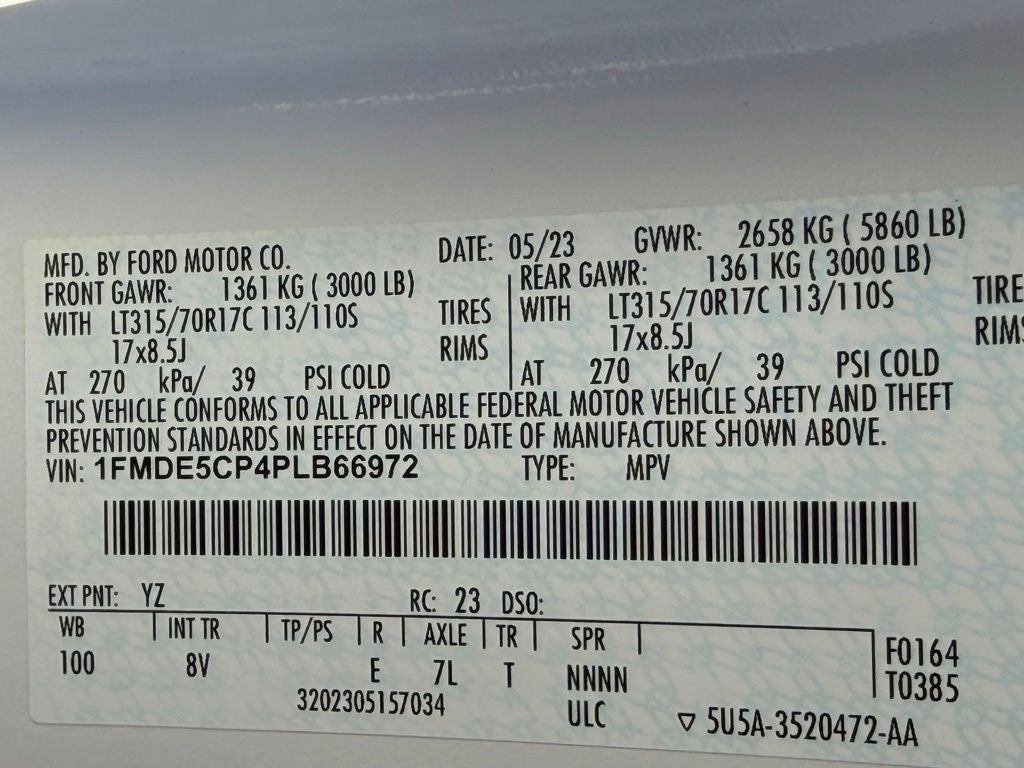 MFD. BY FORD MOTOR CO. DATE: 05/23 GVWR: 2658 KG ( 5860 LB)
FRONT GAWR: 1361 KG ( 3000 LB) REAR GAWR: 1361 KG ( 3000 LB)
WITH LT315/70R17C 113/110S TIRES WITH LT315/70R17C 113/110S TIRE
17x8.5J RIMS 17x8.5J RIMS
AT 270 kPa/ 39 PSI COLD AT 270 kPa/ 39 PSI COLD
THIS VEHICLE CONFORMS TO ALL APPLICABLE FEDERAL MOTOR VEHICLE SAFETY AND THEFT
PREVENTION STANDARDS IN EFFECT ON THE DATE OF MANUFACTURE SHOWN ABOVE.
VIN: 1FMDE5CP4PLB66972 TYPE: MPV
EXT PNT: YZ RC: 23 DSO:
WB INT TR TP/PS R AXLE TR SPR F0164
100 8V E 7L T NNNN T0385
3202305157034 ULC ▽ 5U5A-3520472-AA